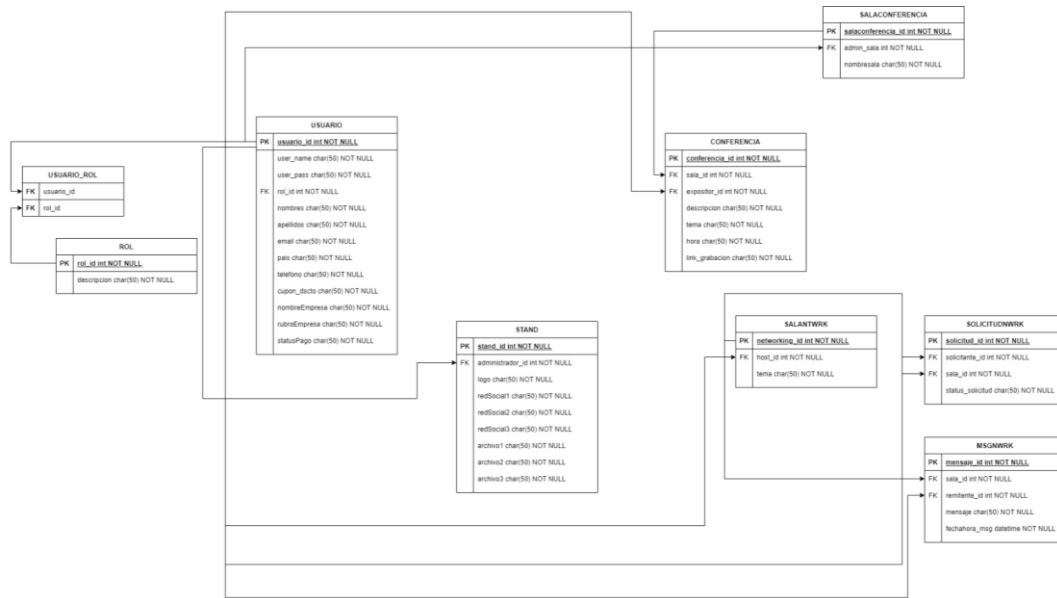 SALACONFERENCIA
PK salaconferencia_id int NOT NULL
FK admin_sala int NOT NULL
nombresala char(50) NOT NULL
USUARIO
PK usuario_id int NOT NULL
user_name char(50) NOT NULL
user_pass char(50) NOT NULL
FK rol_id int NOT NULL
nombres char(50) NOT NULL
apellidos char(50) NOT NULL
email char(50) NOT NULL
pais char(50) NOT NULL
telefono char(50) NOT NULL
cupon_dscto char(50) NOT NULL
nombreEmpresa char(50) NOT NULL
rubroEmpresa char(50) NOT NULL
statusPago char(50) NOT NULL
CONFERENCIA
PK conferencia_id int NOT NULL
FK sala_id int NOT NULL
FK expositor_id int NOT NULL
descripcion char(50) NOT NULL
tema char(50) NOT NULL
hora char(50) NOT NULL
link_grabacion char(50) NOT NULL
USUARIO_ROL
FK usuario_id
FK rol_id
ROL
PK rol_id int NOT NULL
descripcion char(50) NOT NULL
STAND
PK stand_id int NOT NULL
FK administrador_id int NOT NULL
logo char(50) NOT NULL
redSocial1 char(50) NOT NULL
redSocial2 char(50) NOT NULL
redSocial3 char(50) NOT NULL
archivo1 char(50) NOT NULL
archivo2 char(50) NOT NULL
archivo3 char(50) NOT NULL
SALANTWRK
PK networking_id int NOT NULL
FK host_id int NOT NULL
tema char(50) NOT NULL
SOLICITUDNWRK
PK solicitud_id int NOT NULL
FK solicitante_id int NOT NULL
FK sala_id int NOT NULL
status_solicitud char(50) NOT NULL
MSGNWRK
PK mensaje_id int NOT NULL
FK sala_id int NOT NULL
FK remitente_id int NOT NULL
mensaje char(50) NOT NULL
fechahora_msg datetime NOT NULL